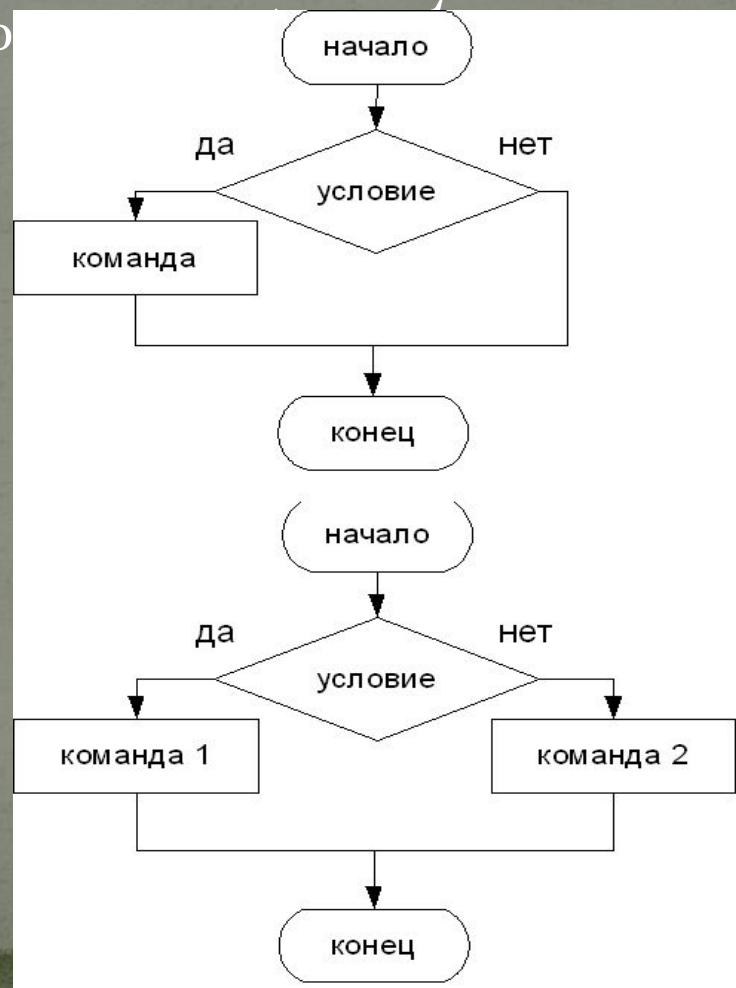 начало
да нет
условие
команда
конец
начало
да нет
условие
команда 1 команда 2
конец